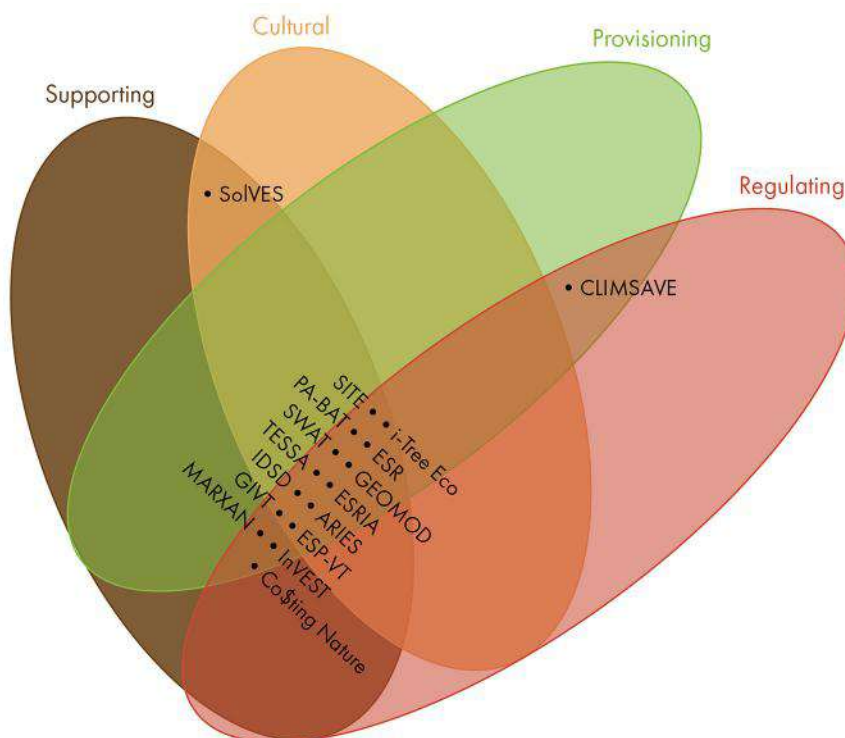 Cultural
Provisioning
Supporting
Regulating
• SolVES
• CLIMSAVE
SITE •
• i-Tree Eco
PA-BAT •
• ESR
SWAT •
• GEOMOD
TESSA •
• ESRIA
IDSD •
• ARIES
GIVT •
• ESP-VT
MARXAN •
• InVEST
• Co$ting Nature